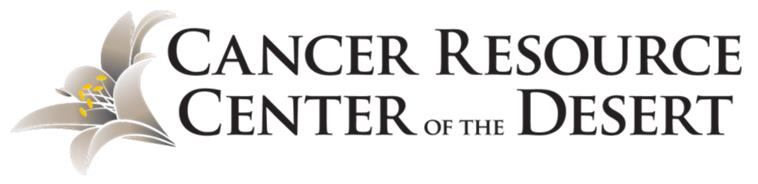 CANCER RESOURCE
CENTER OF THE DESERT